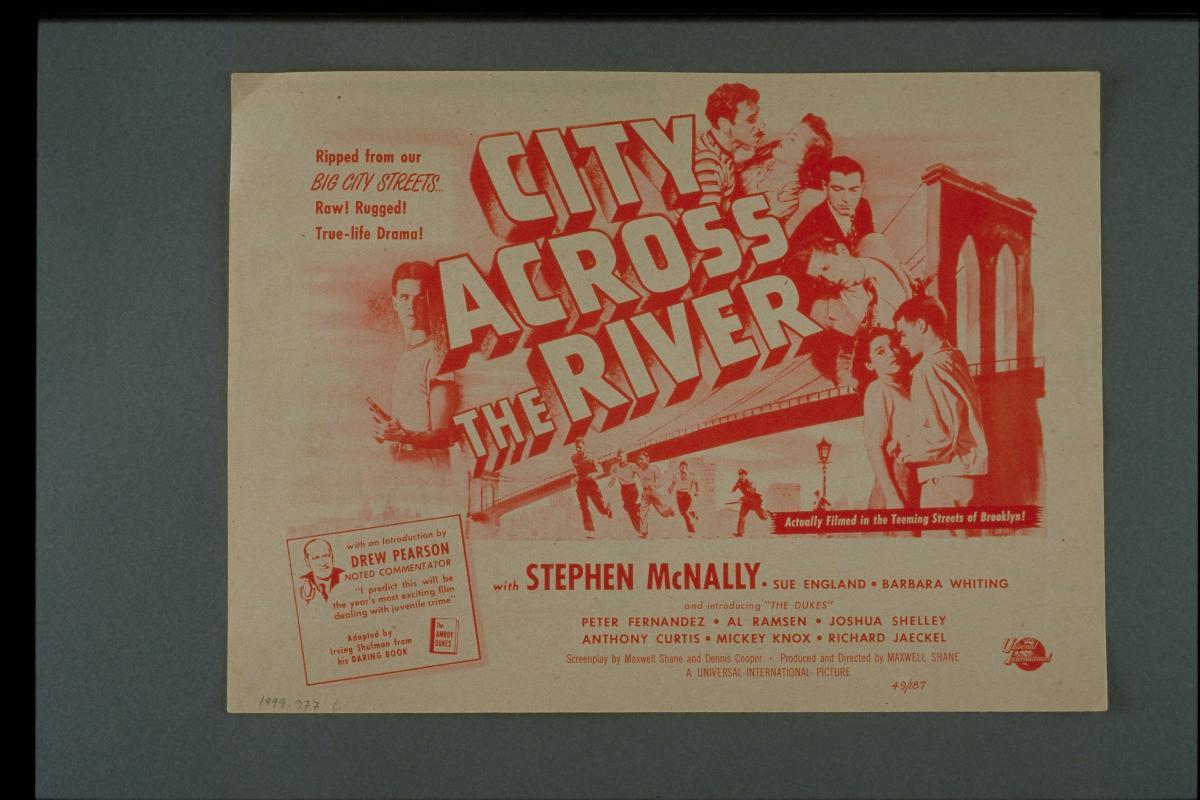 Ripped from our
BIG CITY STREETS...
Raw! Rugged!
True-life Drama!
CITY
ACROSS
THE RIVER
Actually Filmed in the Teeming Streets of Brooklyn!
with an Introduction by
DREW PEARSON
NOTED COMMENTATOR
"I predict this will be
the year's most exciting film
dealing with juvenile crime"
Adapted by
Irving Shulman from
his DARING BOOK
The
AMBOY
DUKES
with STEPHEN McNALLY • SUE ENGLAND • BARBARA WHITING
and introducing "THE DUKES"
PETER FERNANDEZ • AL RAMSEN • JOSHUA SHELLEY
ANTHONY CURTIS • MICKEY KNOX • RICHARD JAECKEL
Screenplay by Maxwell Shane and Dennis Cooper • Produced and Directed by MAXWELL SHANE
A UNIVERSAL-INTERNATIONAL PICTURE
49/187
Universal
International
1999.377